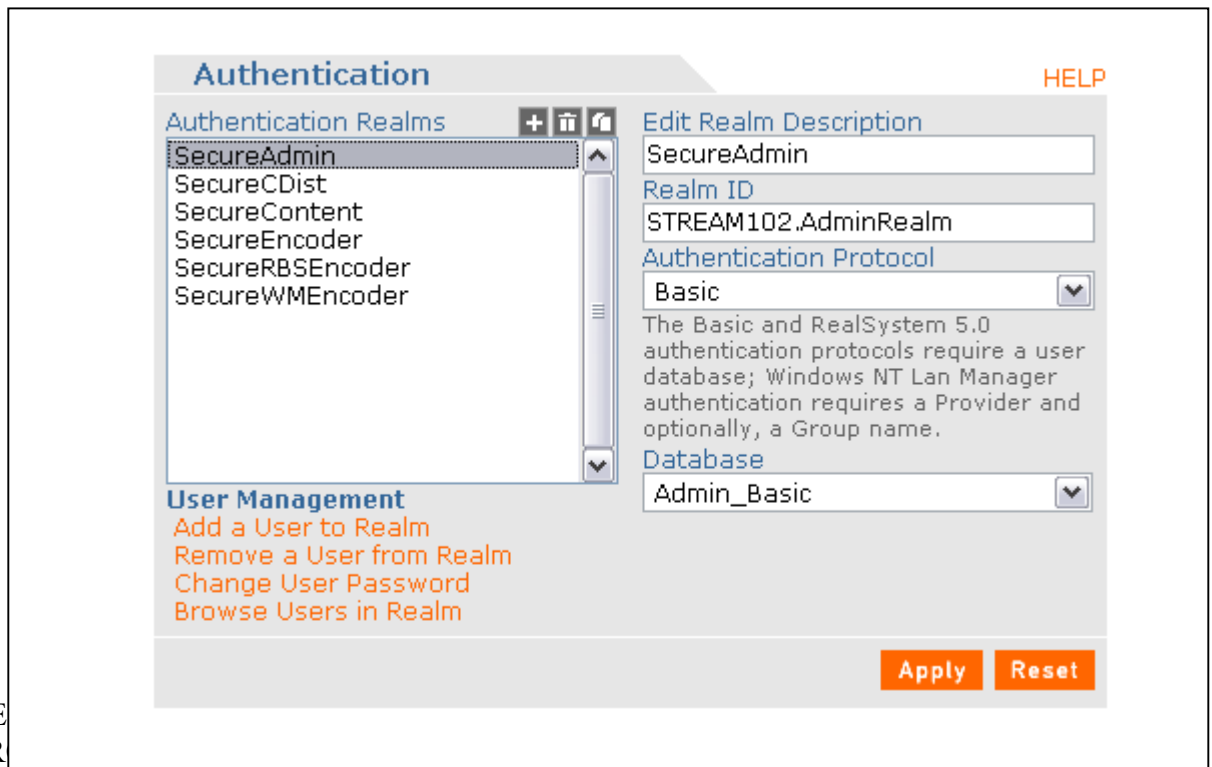 Authentication
HELP
Authentication Realms
SecureAdmin
SecureCDist
SecureContent
SecureEncoder
SecureRBSEncoder
SecureWMEncoder
User Management
Add a User to Realm
Remove a User from Realm
Change User Password
Browse Users in Realm
Edit Realm Description
SecureAdmin
Realm ID
STREAM102.AdminRealm
Authentication Protocol
Basic
The Basic and RealSystem 5.0
authentication protocols require a user
database; Windows NT Lan Manager
authentication requires a Provider and
optionally, a Group name.
Database
Admin_Basic
Apply Reset